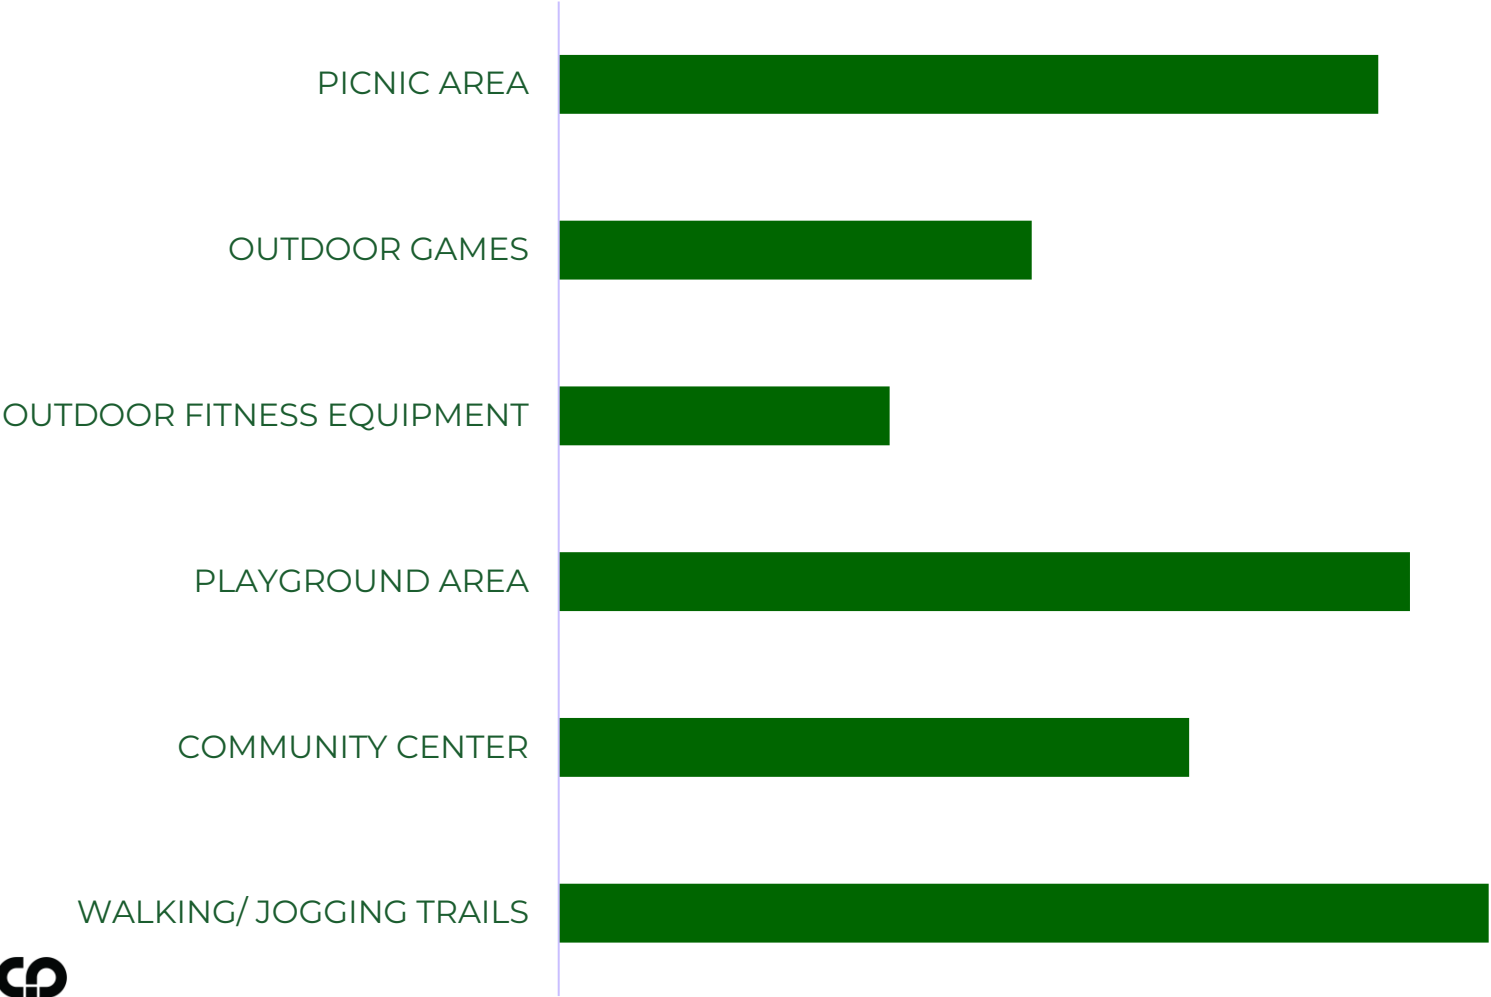 PICNIC AREA
OUTDOOR GAMES
OUTDOOR FITNESS EQUIPMENT
PLAYGROUND AREA
COMMUNITY CENTER
WALKING/ JOGGING TRAILS